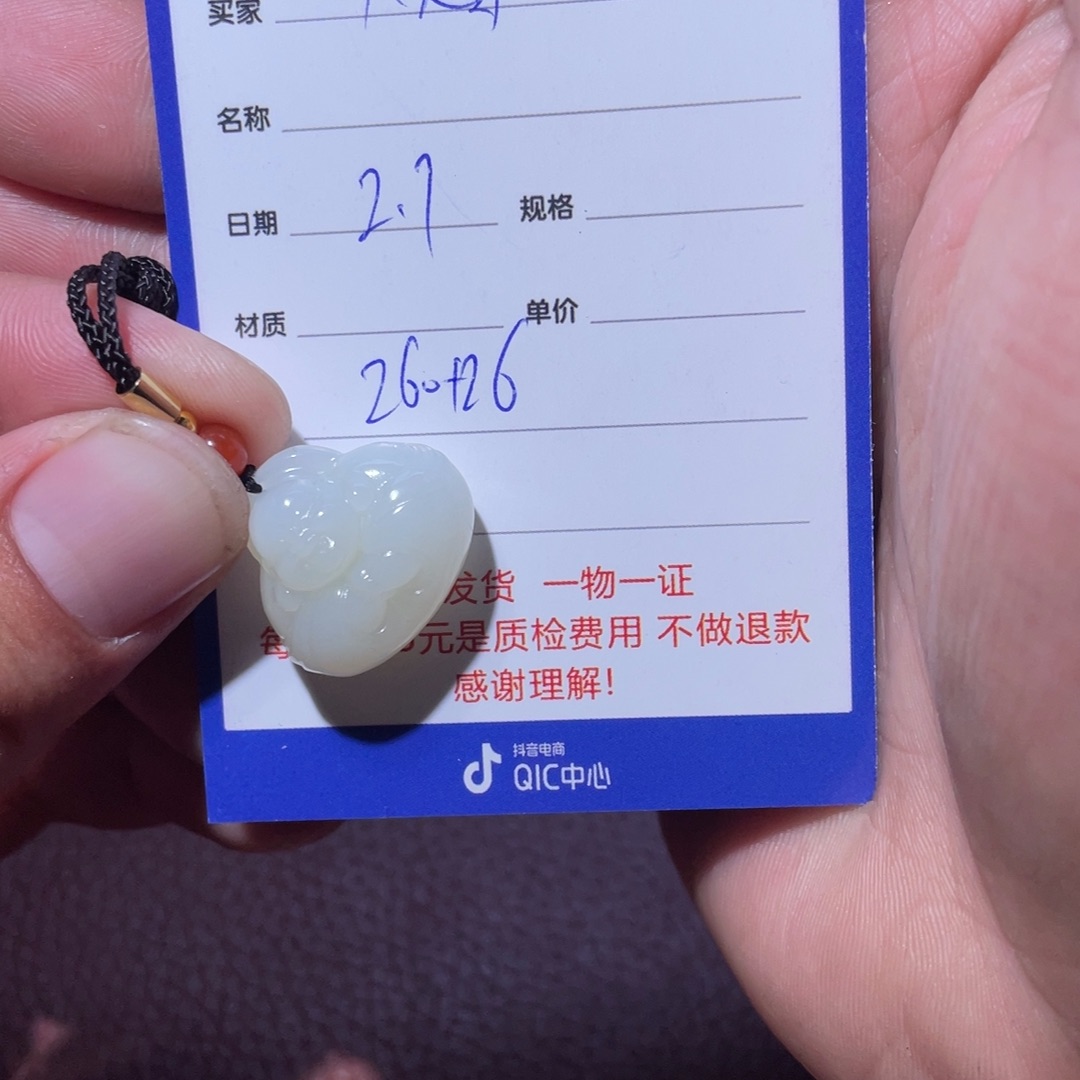 买家
名称
日期 2.7 规格
材质 单价
260+26
发货 一物一证
每 元是质检费用 不做退款
感谢理解!
抖音电商
QIC中心